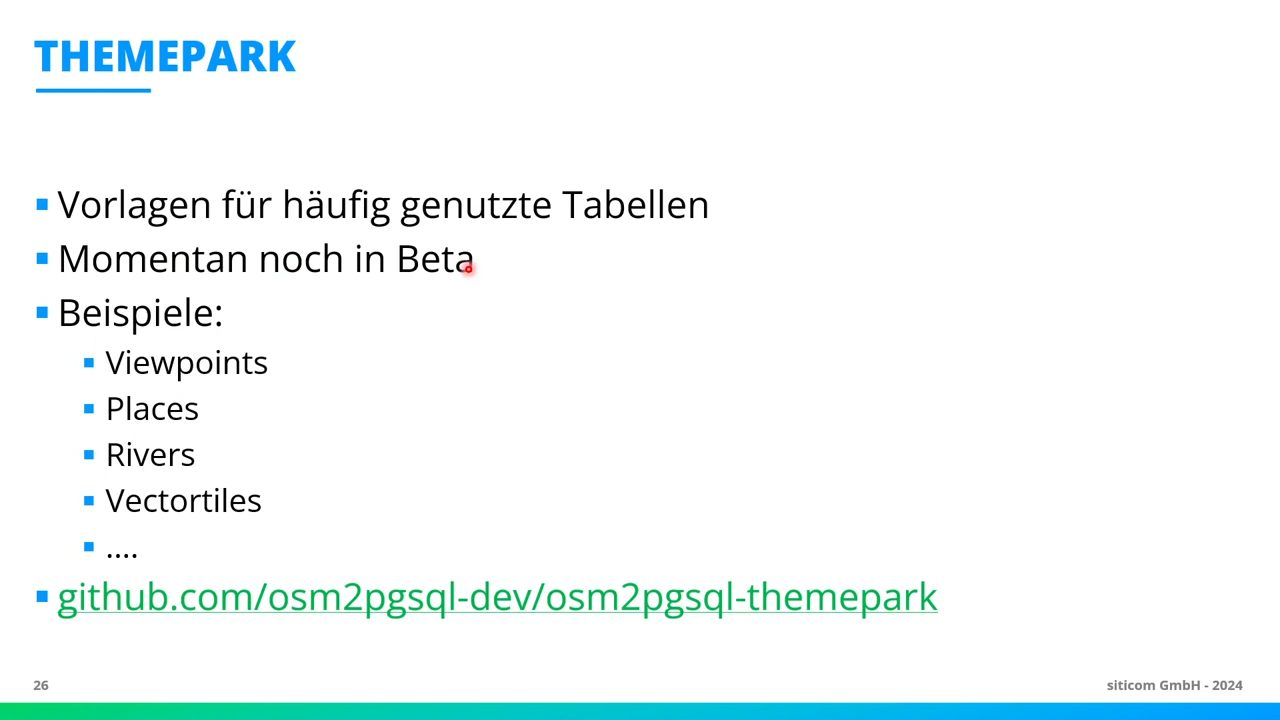 THEMEPARK
Vorlagen für häufig genutzte Tabellen
Momentan noch in Beta
Beispiele:
Viewpoints
Places
Rivers
Vectortiles
....
github.com/osm2pgsql-dev/osm2pgsql-themepark
26
siticom GmbH - 2024